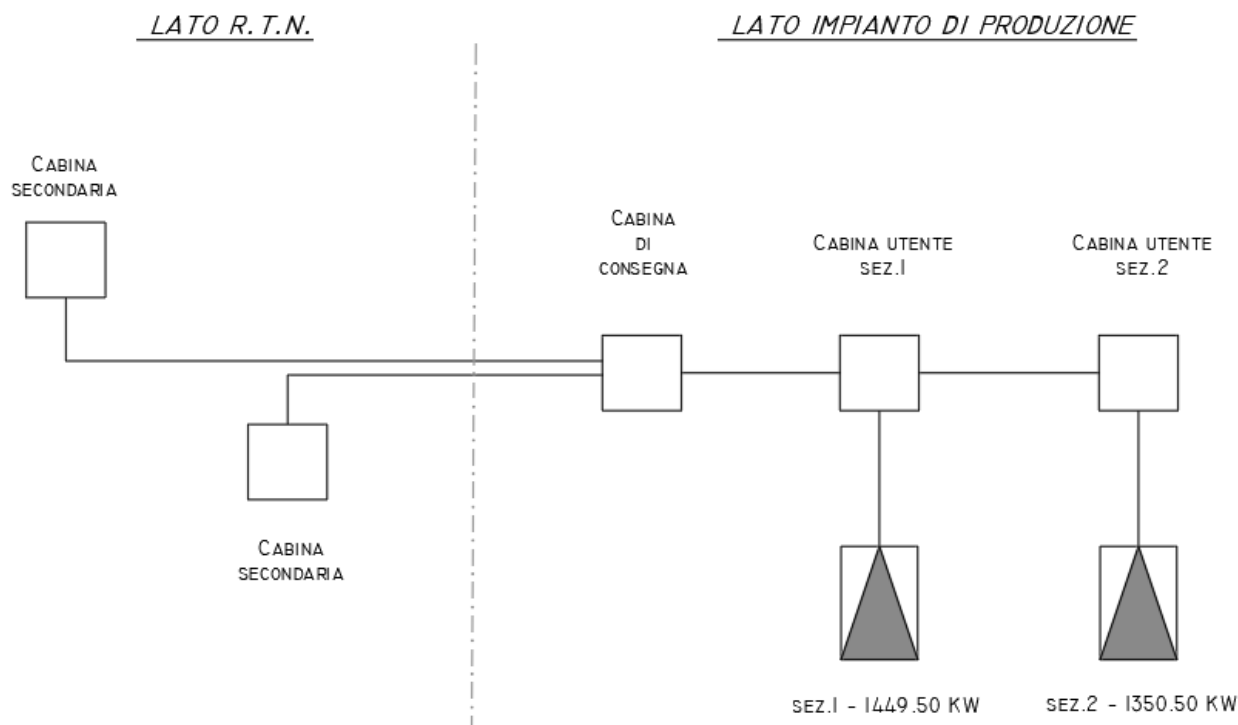 LATO R.T.N.
LATO IMPIANTO DI PRODUZIONE
CABINA
SECONDARIA
CABINA
DI
CONSEGNA
CABINA UTENTE
SEZ.1
CABINA UTENTE
SEZ.2
CABINA
SECONDARIA
SEZ.1 - 1449.50 KW
SEZ.2 - 1350.50 KW